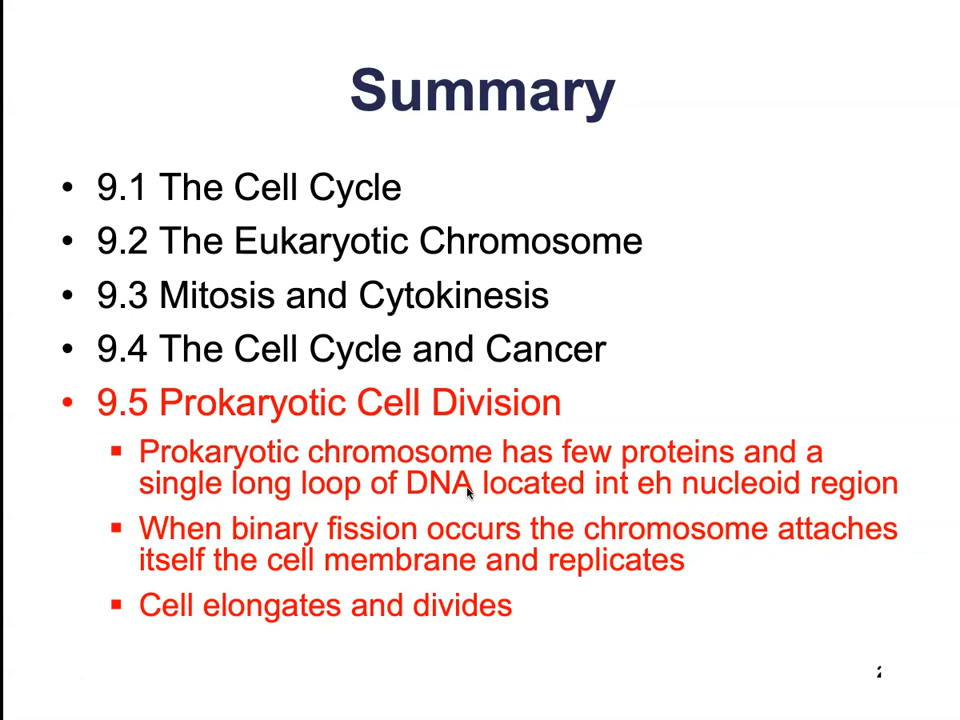 Summary
• 9.1 The Cell Cycle
• 9.2 The Eukaryotic Chromosome
• 9.3 Mitosis and Cytokinesis
• 9.4 The Cell Cycle and Cancer
• 9.5 Prokaryotic Cell Division
▪ Prokaryotic chromosome has few proteins and a
single long loop of DNA located int eh nucleoid region
▪ When binary fission occurs the chromosome attaches
itself the cell membrane and replicates
▪ Cell elongates and divides